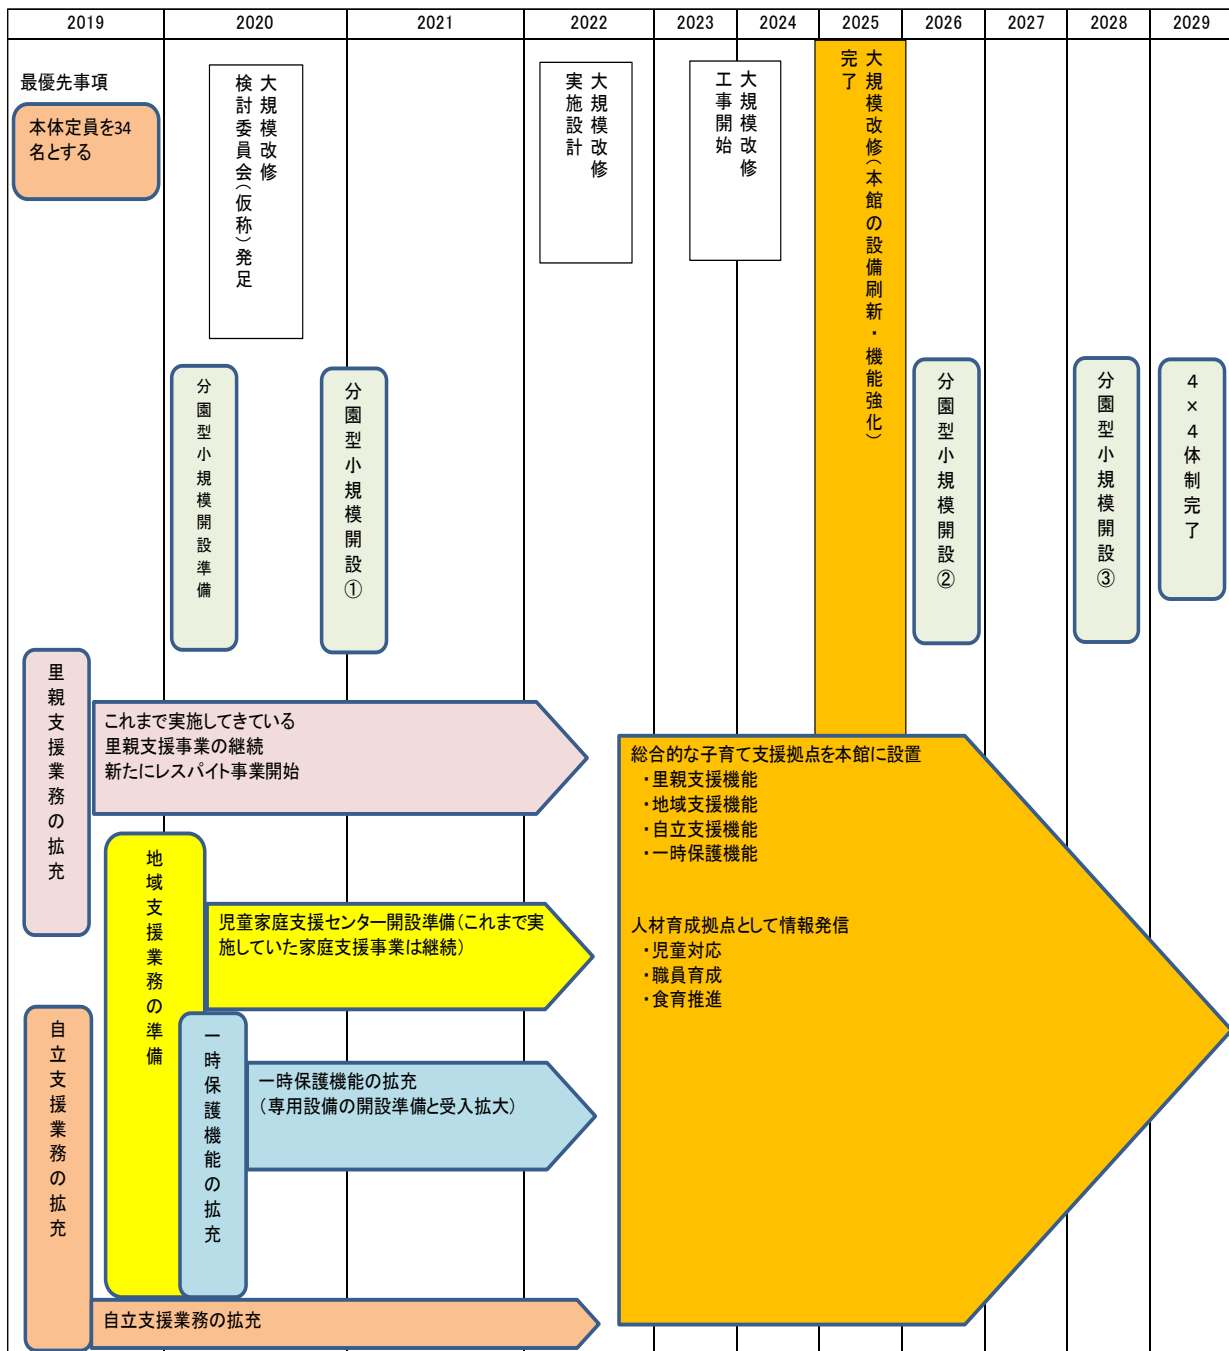 2019 2020 2021 2022 2023 2024 2025 2026 2027 2028 2029
最優先事項
本体定員を34
名とする
大規模改修
検討委員会(仮称)発足
大規模改修
実施設計
大規模改修
工事開始
大規模改修(本館の設備刷新・機能強化)
完了
分園型小規模開設準備
分園型小規模開設①
分園型小規模開設②
分園型小規模開設③
4×4体制完了
里親支援業務の拡充
これまで実施してきている
里親支援事業の継続
新たにレスパイト事業開始
地域支援業務の準備
児童家庭支援センター開設準備(これまで実
施していた家庭支援事業は継続)
一時保護機能の拡充
一時保護機能の拡充
(専用設備の開設準備と受入拡大)
自立支援業務の拡充
自立支援業務の拡充
総合的な子育て支援拠点を本館に設置
・里親支援機能
・地域支援機能
・自立支援機能
・一時保護機能
人材育成拠点として情報発信
・児童対応
・職員育成
・食育推進